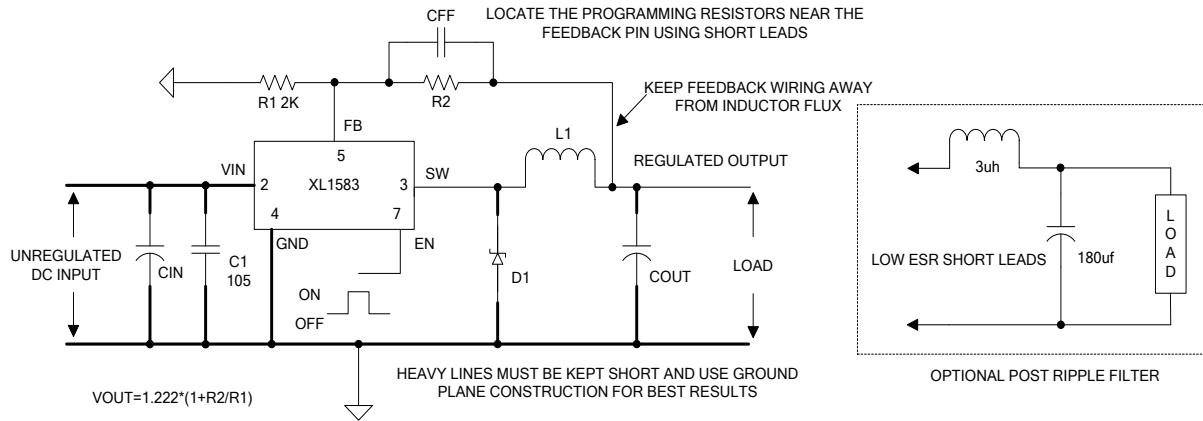 CFF
LOCATE THE PROGRAMMING RESISTORS NEAR THE
FEEDBACK PIN USING SHORT LEADS
R1 2K
R2
KEEP FEEDBACK WIRING AWAY
FROM INDUCTOR FLUX
FB
5
L1
VIN
SW
REGULATED OUTPUT
2
XL1583
3
4
7
GND
EN
UNREGULATED
DC INPUT
CIN
C1
105
ON
OFF
D1
COUT
LOAD
HEAVY LINES MUST BE KEPT SHORT AND USE GROUND
PLANE CONSTRUCTION FOR BEST RESULTS
VOUT=1.222*(1+R2/R1)
3uh
LOW ESR SHORT LEADS
180uf
LOAD
OPTIONAL POST RIPPLE FILTER